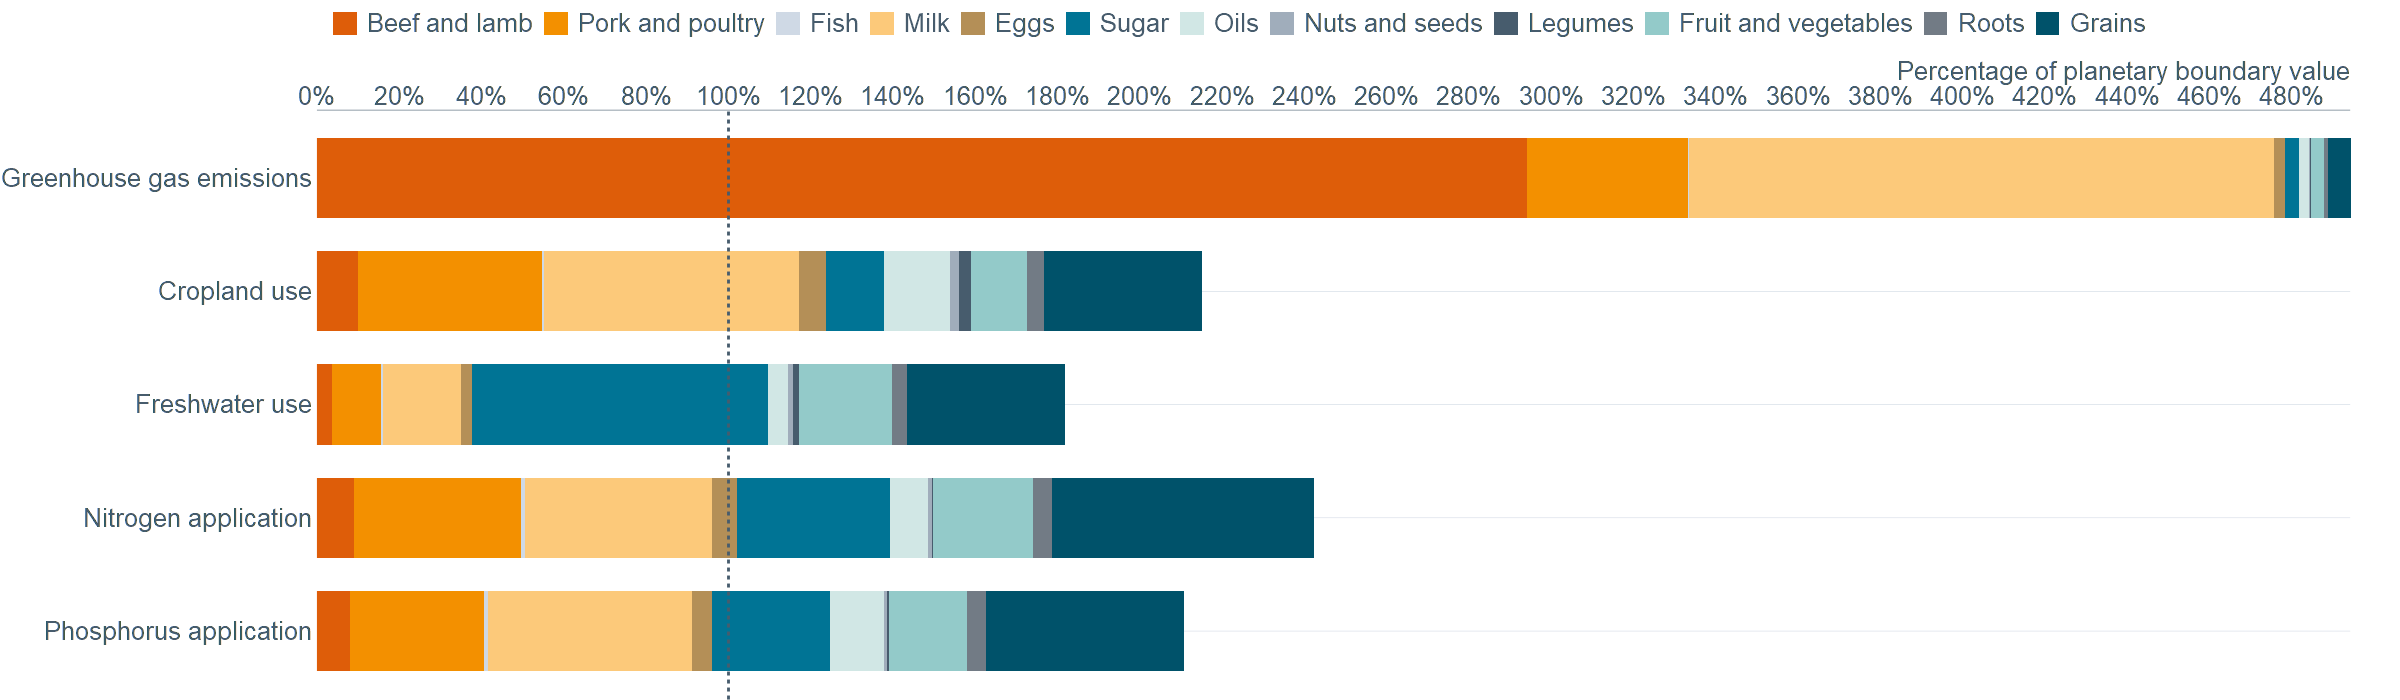 Beef and lamb Pork and poultry Fish Milk Eggs Sugar Oils Nuts and seeds Legumes Fruit and vegetables Roots Grains
Percentage of planetary boundary value
0% 20% 40% 60% 80% 100% 120% 140% 160% 180% 200% 220% 240% 260% 280% 300% 320% 340% 360% 380% 400% 420% 440% 460% 480%
Greenhouse gas emissions
Cropland use
Freshwater use
Nitrogen application
Phosphorus application